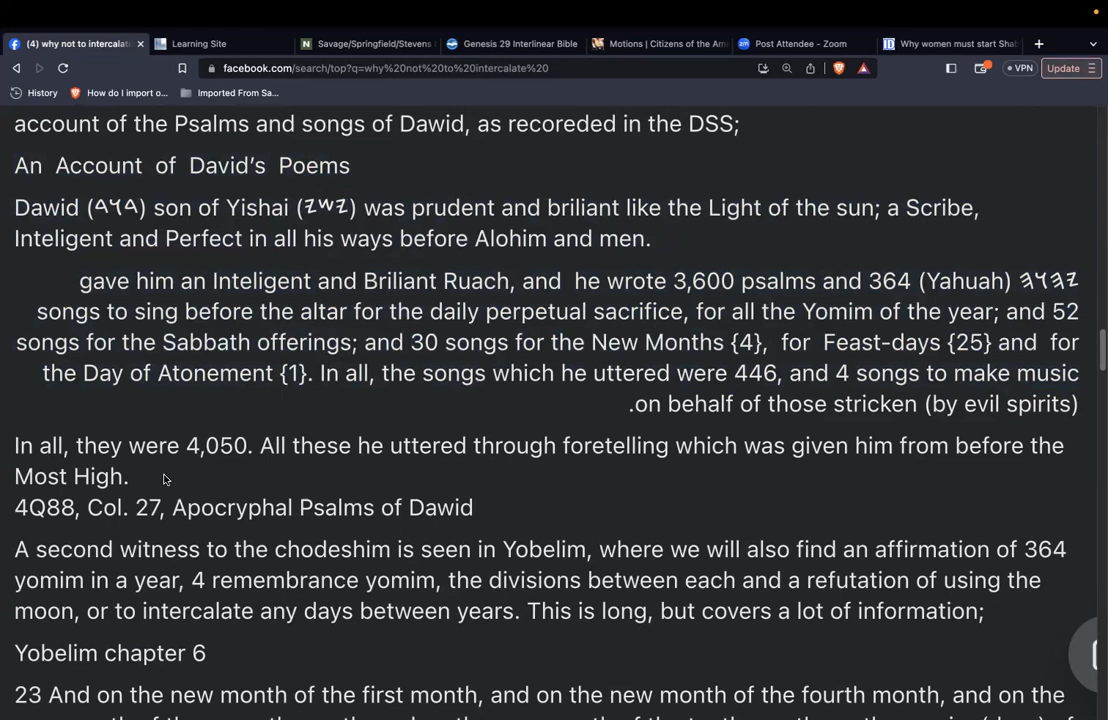 (4) why not to intercalat
Learning Site
Savage/Springfield/Stevens
Genesis 29 Interlinear Bible
Motions | Citizens of the Am
Post Attendee - Zoom
Why women must start Shab
facebook.com/search/top?q=why%20not%20to%20intercalate%20
VPN
Update
History
How do I import o...
Imported From Sa...
account of the Psalms and songs of Dawid, as recoreded in the DSS;
An Account of David's Poems
Dawid (𐤃𐤅𐤃) son of Yishai (𐤉𐤔𐤉) was prudent and briliant like the Light of the sun; a Scribe,
Inteligent and Perfect in all his ways before Alohim and men.
gave him an Inteligent and Briliant Ruach, and he wrote 3,600 psalms and 364 (Yahuah) 𐤉𐤄𐤅𐤄
songs to sing before the altar for the daily perpetual sacrifice, for all the Yomim of the year; and 52
songs for the Sabbath offerings; and 30 songs for the New Months {4}, for Feast-days {25} and for
the Day of Atonement {1}. In all, the songs which he uttered were 446, and 4 songs to make music
.on behalf of those stricken (by evil spirits)
In all, they were 4,050. All these he uttered through foretelling which was given him from before the
Most High.
4Q88, Col. 27, Apocryphal Psalms of Dawid
A second witness to the chodeshim is seen in Yobelim, where we will also find an affirmation of 364
yomim in a year, 4 remembrance yomim, the divisions between each and a refutation of using the
moon, or to intercalate any days between years. This is long, but covers a lot of information;
Yobelim chapter 6
23 And on the new month of the first month, and on the new month of the fourth month, and on the